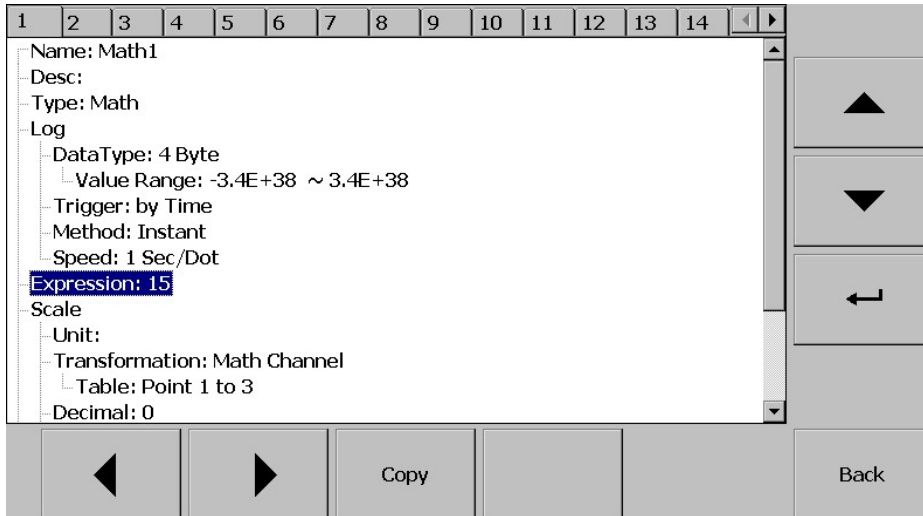 1 2 3 4 5 6 7 8 9 10 11 12 13 14
Name: Math1
Desc:
Type: Math
Log
DataType: 4 Byte
Value Range: -3.4E+38 ~ 3.4E+38
Trigger: by Time
Method: Instant
Speed: 1 Sec/Dot
Expression: 15
Scale
Unit:
Transformation: Math Channel
Table: Point 1 to 3
Decimal: 0
Copy Back